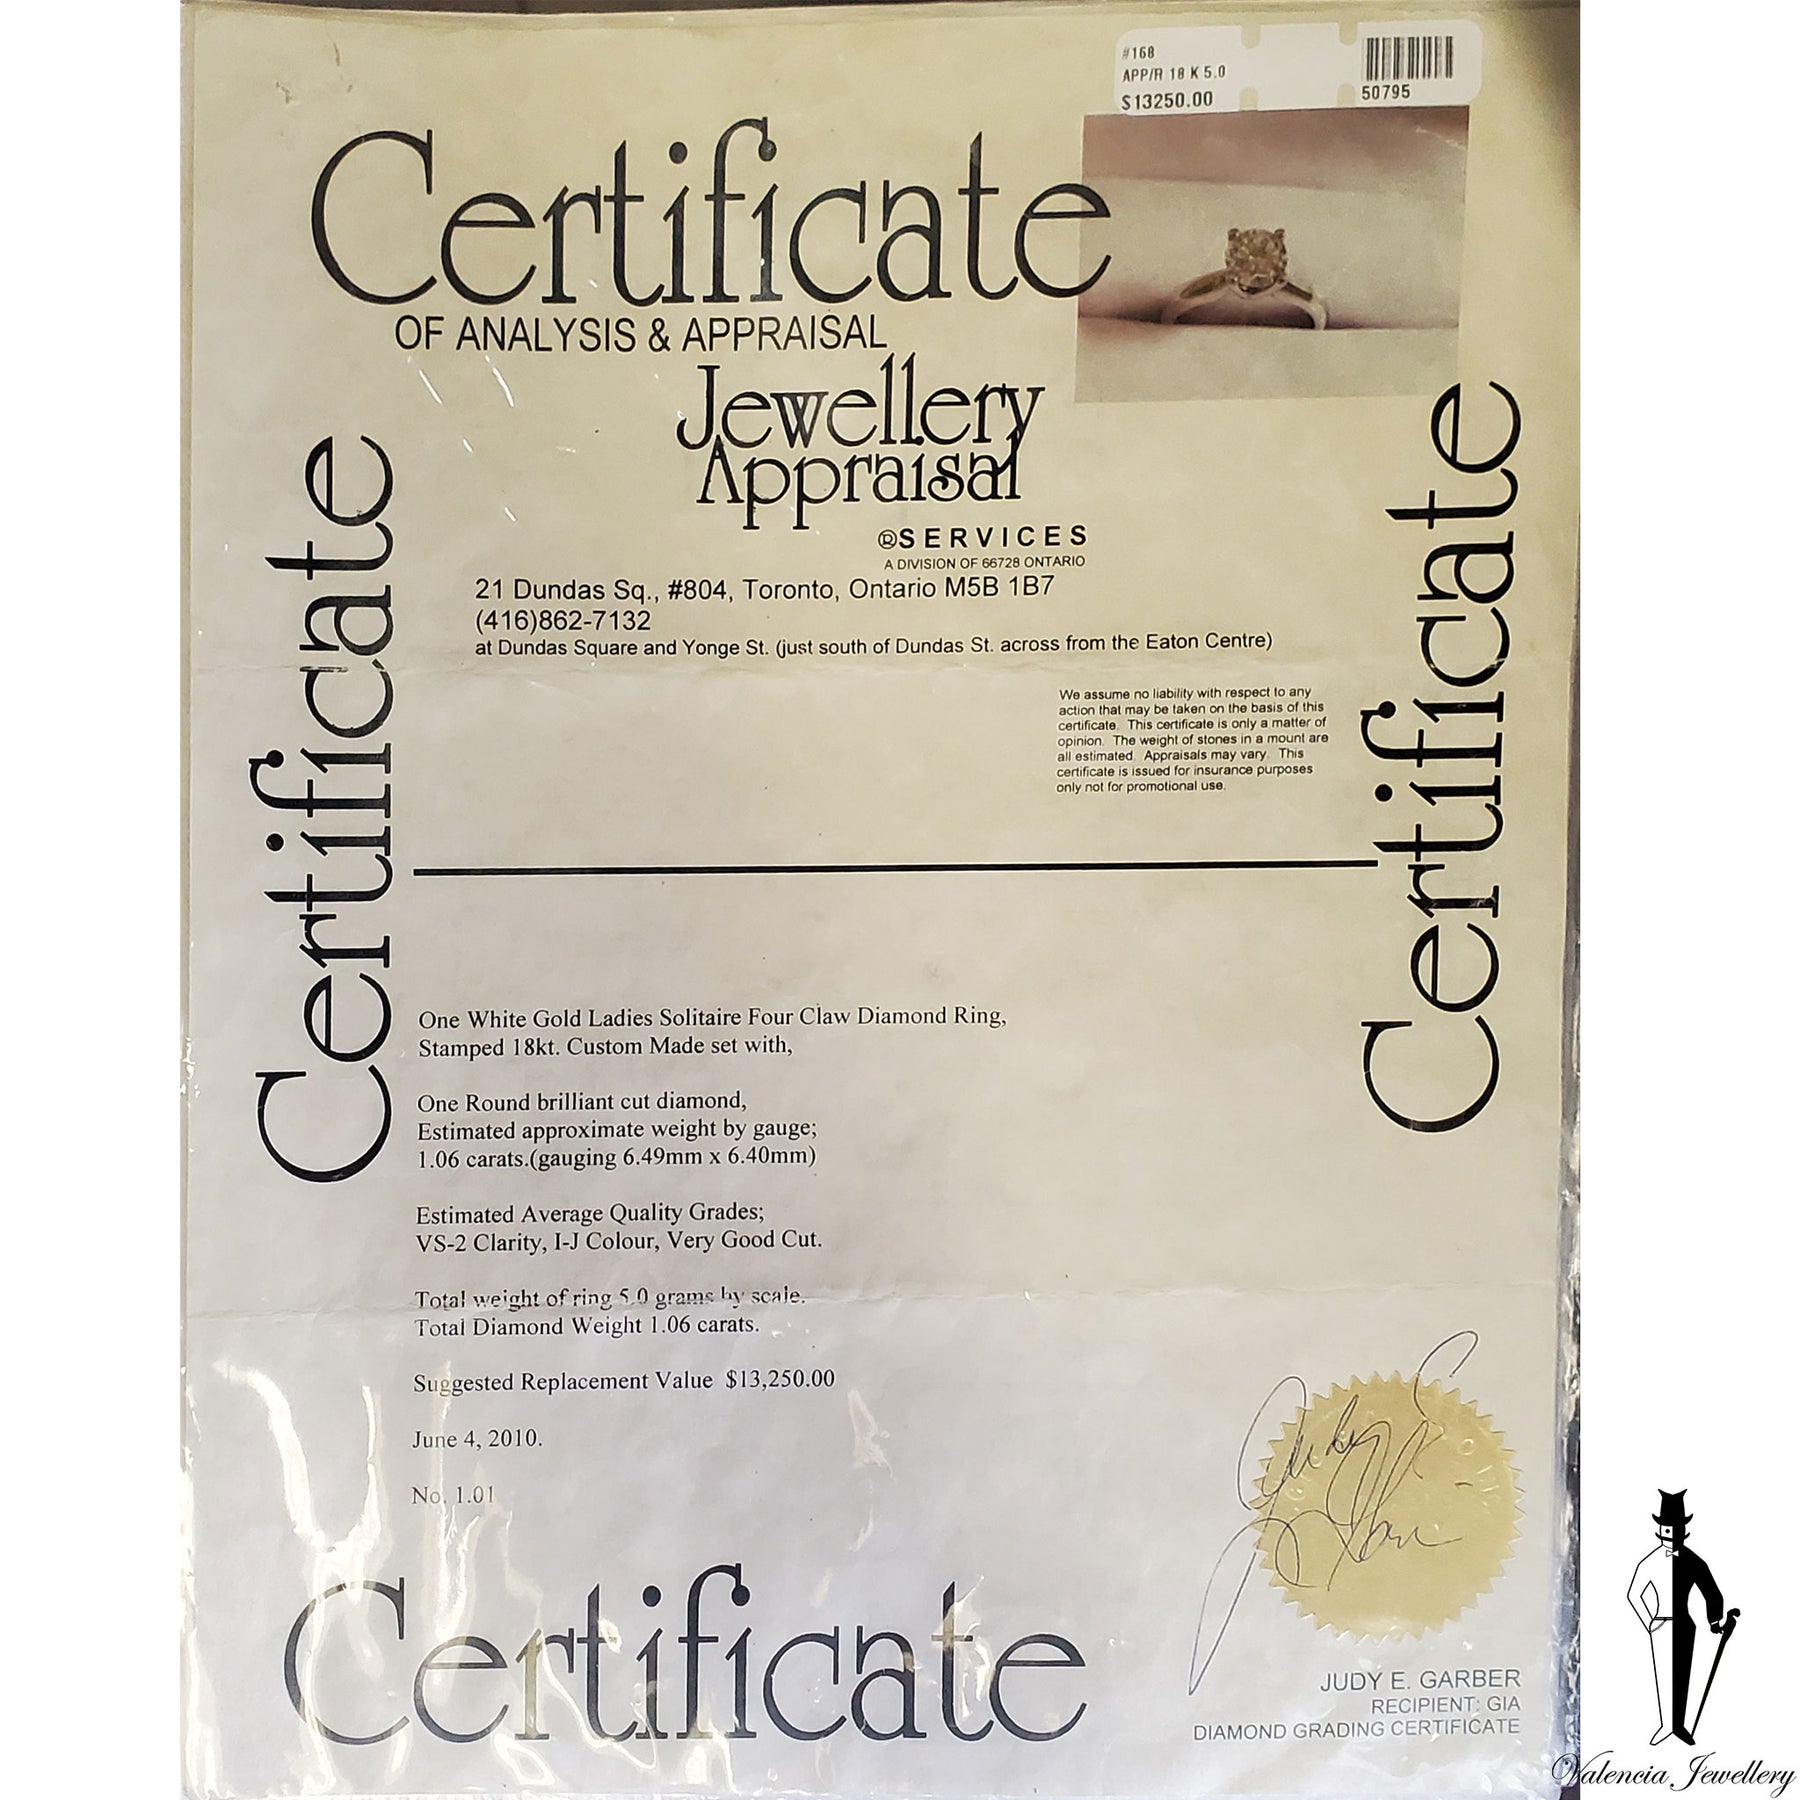 #168
APP/R 18 K 5.0
$13250.00
50795
Certificate
OF ANALYSIS & APPRAISAL
Jewellery
Appraisal
®SERVICES
A DIVISION OF 66728 ONTARIO
21 Dundas Sq., #804, Toronto, Ontario M5B 1B7
(416)862-7132
at Dundas Square and Yonge St. (just south of Dundas St. across from the Eaton Centre)
We assume no liability with respect to any
action that may be taken on the basis of this
certificate. This certificate is only a matter of
opinion. The weight of stones in a mount are
all estimated. Appraisals may vary. This
certificate is issued for insurance purposes
only not for promotional use.
Certificate
Certificate
One White Gold Ladies Solitaire Four Claw Diamond Ring,
Stamped 18kt. Custom Made set with,
One Round brilliant cut diamond,
Estimated approximate weight by gauge;
1.06 carats.(gauging 6.49mm x 6.40mm)
Estimated Average Quality Grades;
VS-2 Clarity, I-J Colour, Very Good Cut.
Total weight of ring 5.0 grams by scale.
Total Diamond Weight 1.06 carats.
Suggested Replacement Value $13,250.00
June 4, 2010.
No. 1.01
Certificate
JUDY E. GARBER
RECIPIENT: GIA
DIAMOND GRADING CERTIFICATE
Valencia Jewellery